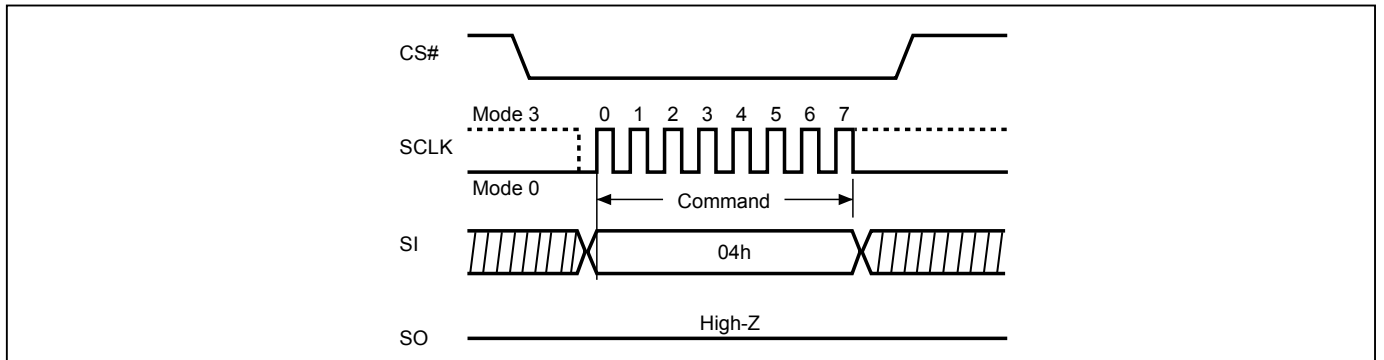 CS#
Mode 3
0 1 2 3 4 5 6 7
SCLK
Mode 0
Command
SI
04h
High-Z
SO